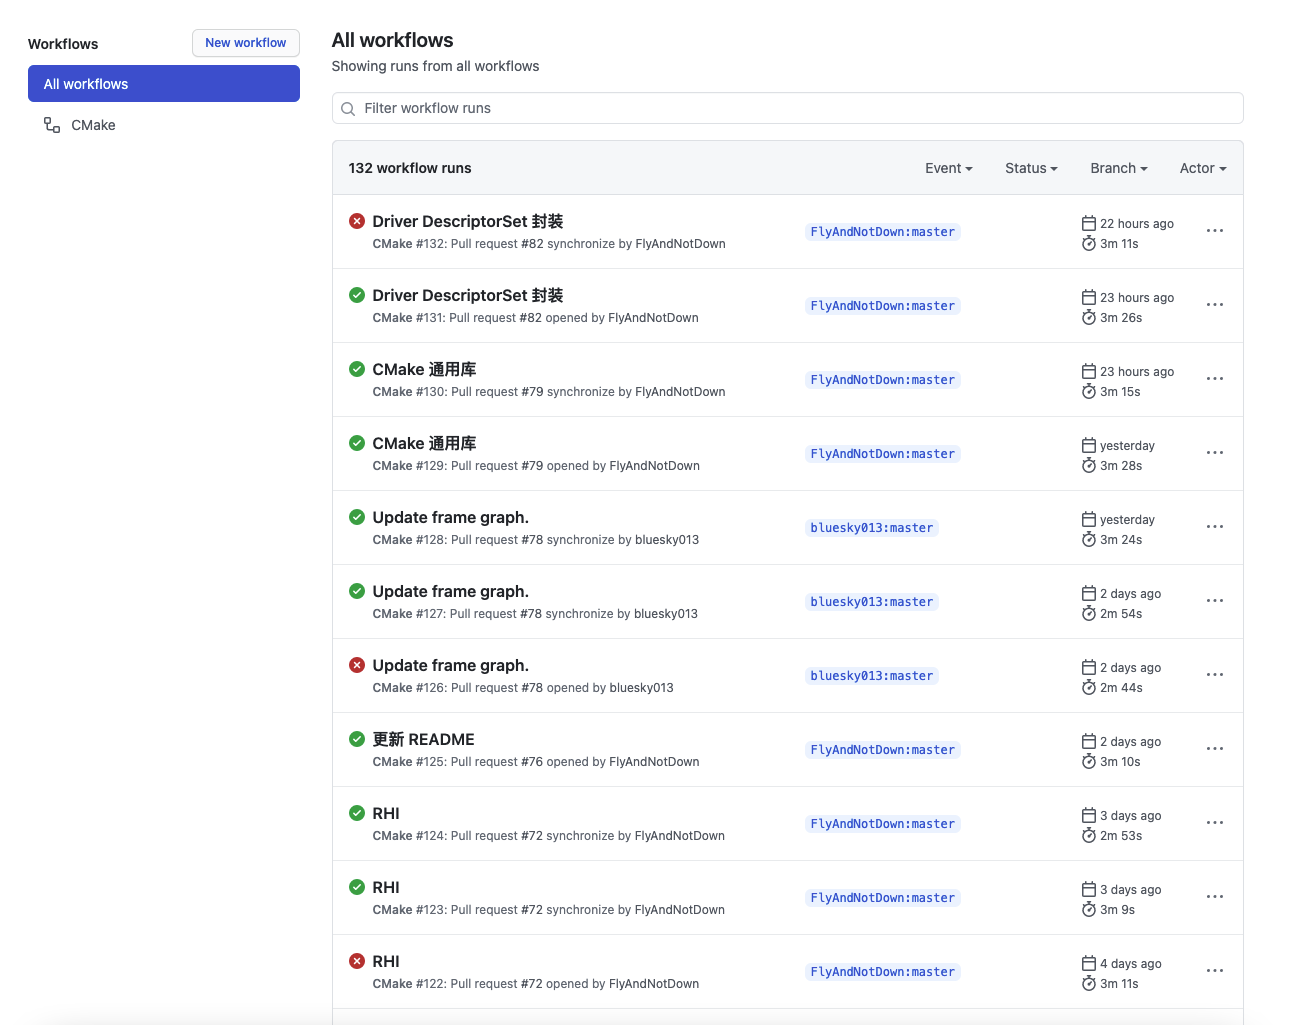 Workflows
New workflow
All workflows
CMake
All workflows
Showing runs from all workflows
Filter workflow runs
132 workflow runs
Event
Status
Branch
Actor
Driver DescriptorSet 封装
CMake #132: Pull request #82 synchronize by FlyAndNotDown
FlyAndNotDown:master
22 hours ago
3m 11s
Driver DescriptorSet 封装
CMake #131: Pull request #82 opened by FlyAndNotDown
FlyAndNotDown:master
23 hours ago
3m 26s
CMake 通用库
CMake #130: Pull request #79 synchronize by FlyAndNotDown
FlyAndNotDown:master
23 hours ago
3m 15s
CMake 通用库
CMake #129: Pull request #79 opened by FlyAndNotDown
FlyAndNotDown:master
yesterday
3m 28s
Update frame graph.
CMake #128: Pull request #78 synchronize by bluesky013
bluesky013:master
yesterday
3m 24s
Update frame graph.
CMake #127: Pull request #78 synchronize by bluesky013
bluesky013:master
2 days ago
2m 54s
Update frame graph.
CMake #126: Pull request #78 opened by bluesky013
bluesky013:master
2 days ago
2m 44s
更新 README
CMake #125: Pull request #76 opened by FlyAndNotDown
FlyAndNotDown:master
2 days ago
3m 10s
RHI
CMake #124: Pull request #72 synchronize by FlyAndNotDown
FlyAndNotDown:master
3 days ago
2m 53s
RHI
CMake #123: Pull request #72 synchronize by FlyAndNotDown
FlyAndNotDown:master
3 days ago
3m 9s
RHI
CMake #122: Pull request #72 opened by FlyAndNotDown
FlyAndNotDown:master
4 days ago
3m 11s